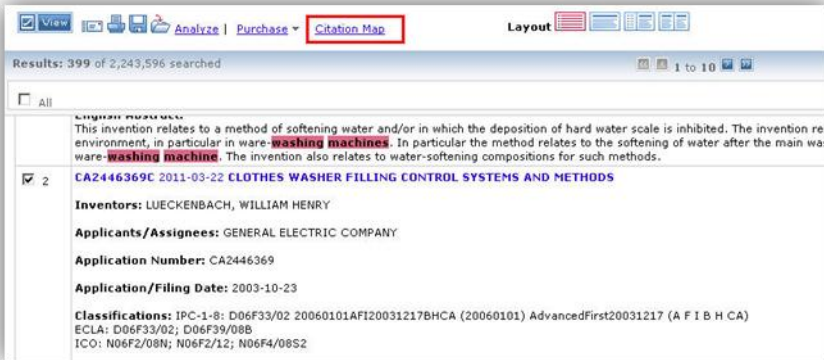 View Analyze | Purchase Citation Map Layout
Results: 399 of 2,243,596 searched 1 to 10
All
English Abstract:
This invention relates to a method of softening water and/or in which the deposition of hard water scale is inhibited. The invention re
environment, in particular in ware-washing machines. In particular the method relates to the softening of water after the main was
ware-washing machine. The invention also relates to water-softening compositions for such methods.
2 CA2446369C 2011-03-22 CLOTHES WASHER FILLING CONTROL SYSTEMS AND METHODS
Inventors: LUECKENBACH, WILLIAM HENRY
Applicants/Assignees: GENERAL ELECTRIC COMPANY
Application Number: CA2446369
Application/Filing Date: 2003-10-23
Classifications: IPC-1-8: D06F33/02 20060101AFI20031217BHCA (20060101) AdvancedFirst20031217 (A F I B H CA)
ECLA: D06F33/02; D06F39/08B
ICO: N06F2/08N; N06F2/12; N06F4/08S2